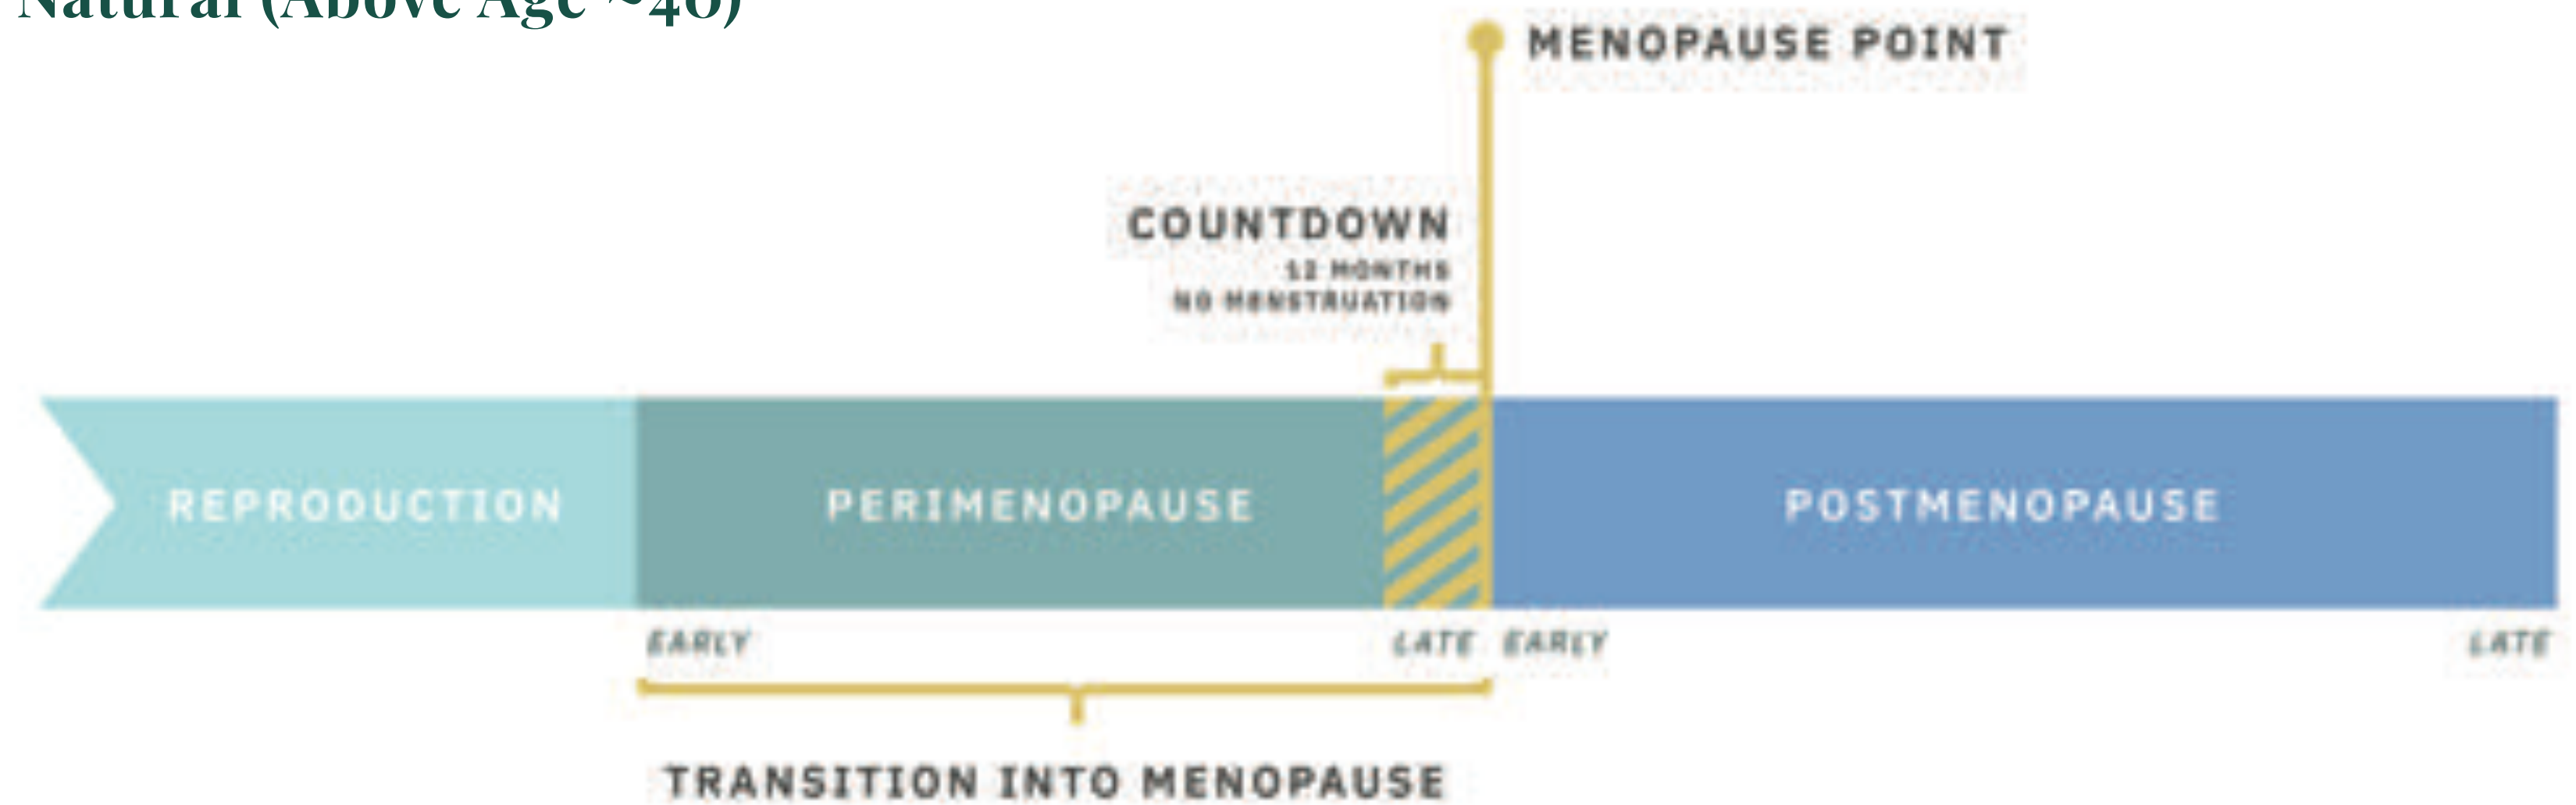 Natural (Above Age ~40)
MENOPAUSE POINT
COUNTDOWN
12 MONTHS
NO MENSTRUATION
REPRODUCTION
PERIMENOPAUSE
POSTMENOPAUSE
EARLY
LATE
EARLY
LATE
TRANSITION INTO MENOPAUSE